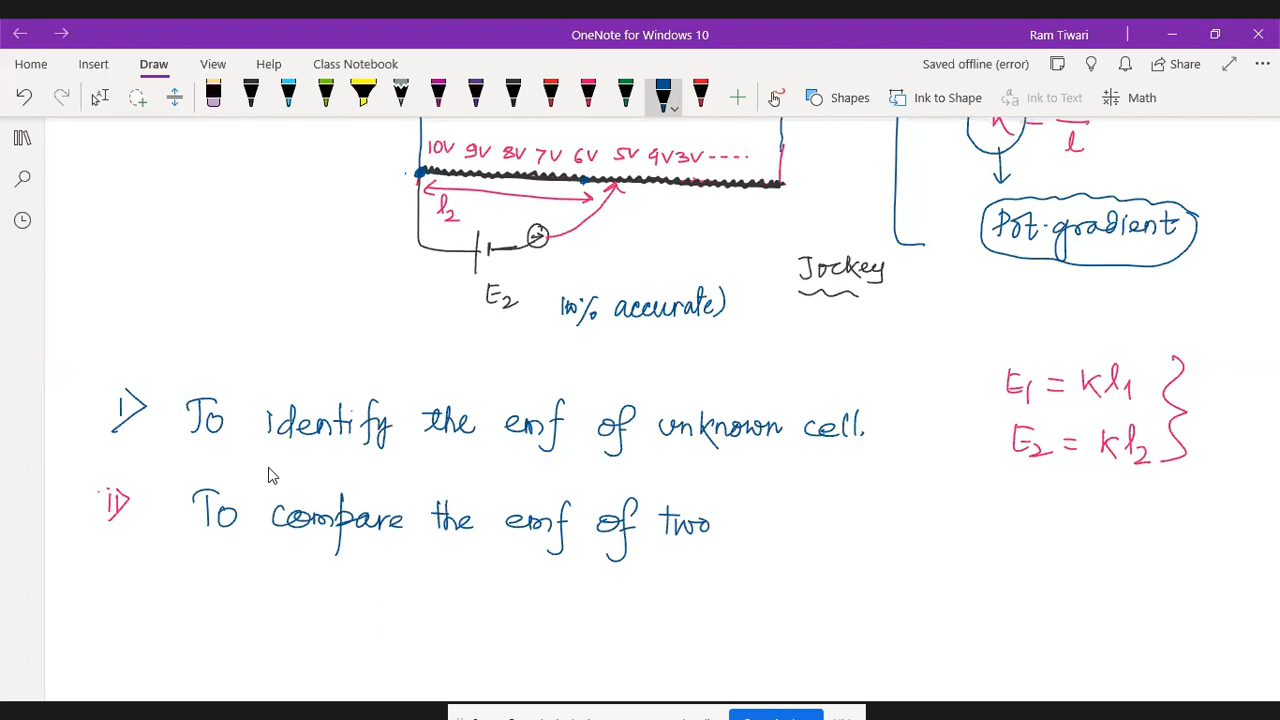 OneNote for Windows 10
Ram Tiwari
Home Insert Draw View Help Class Notebook
Saved offline (error)
Share
Shapes
Ink to Shape
Ink to Text
Math
10V 9V 8V 7V 6V 5V 4V 3V ----
l2
E2
100% accurate)
Jockey
K = l
Pot. gradient
E1 = Kl1
E2 = Kl2
i> To identify the emf of unknown cell.
ii> To compare the emf of two